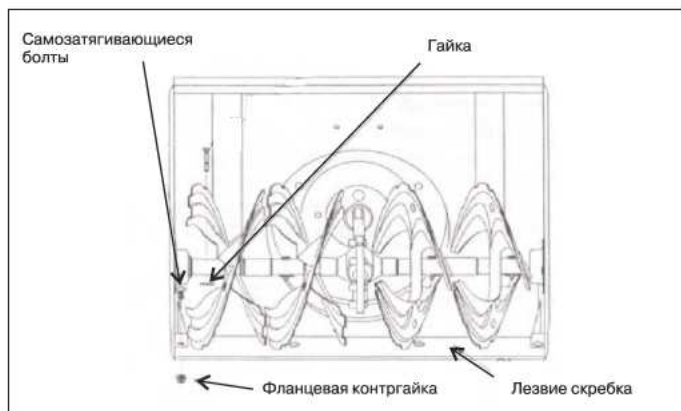 Самозатягивающиеся
болты
Гайка
Фланцевая контргайка
Лезвие скребка